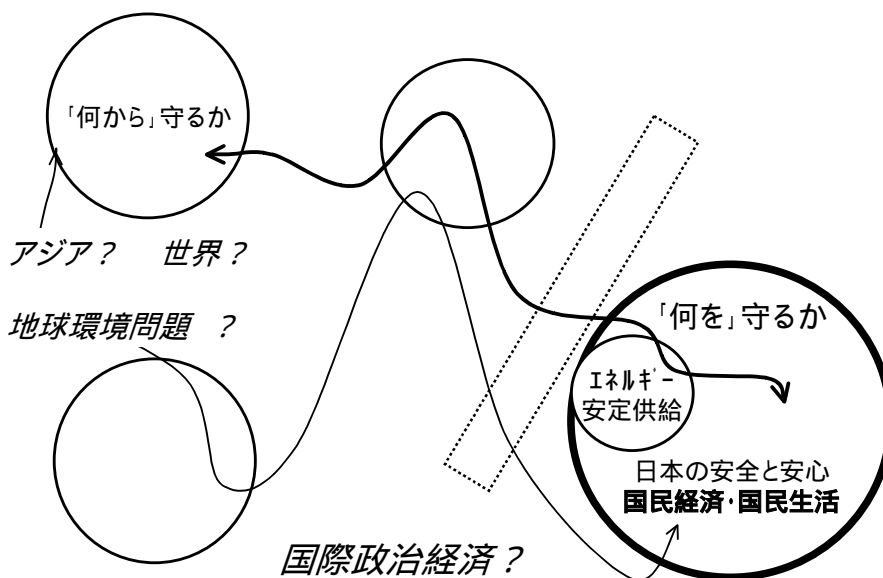 「何から」守るか
アジア？　世界？
地球環境問題　？
「何を」守るか
ｴﾈﾙｷﾞｰ
安定供給
日本の安全と安心
国民経済・国民生活
国際政治経済？